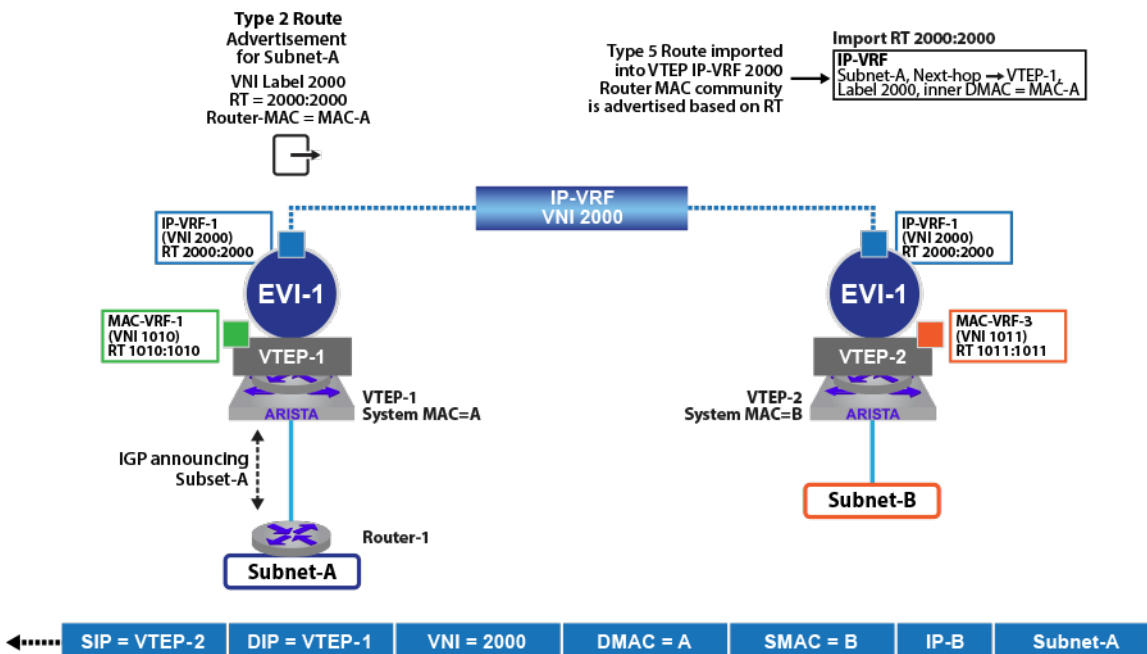 Type 2 Route
Advertisement
for Subnet-A
VNI Label 2000
RT = 2000:2000
Router-MAC = MAC-A
Type 5 Route imported
into VTEP IP-VRF 2000
Router MAC community
is advertised based on RT
Import RT 2000:2000
IP-VRF
Subnet-A, Next-hop → VTEP-1,
Label 2000, inner DMAC = MAC-A
IP-VRF
VNI 2000
IP-VRF-1
(VNI 2000)
RT 2000:2000
EVI-1
MAC-VRF-1
(VNI 1010)
RT 1010:1010
VTEP-1
VTEP-1
System MAC=A
ARISTA
IP-VRF-1
(VNI 2000)
RT 2000:2000
EVI-1
MAC-VRF-3
(VNI 1011)
RT 1011:1011
VTEP-2
VTEP-2
System MAC=B
ARISTA
IGP announcing
Subset-A
Router-1
Subnet-A
Subnet-B
SIP = VTEP-2 DIP = VTEP-1 VNI = 2000 DMAC = A SMAC = B IP-B Subnet-A